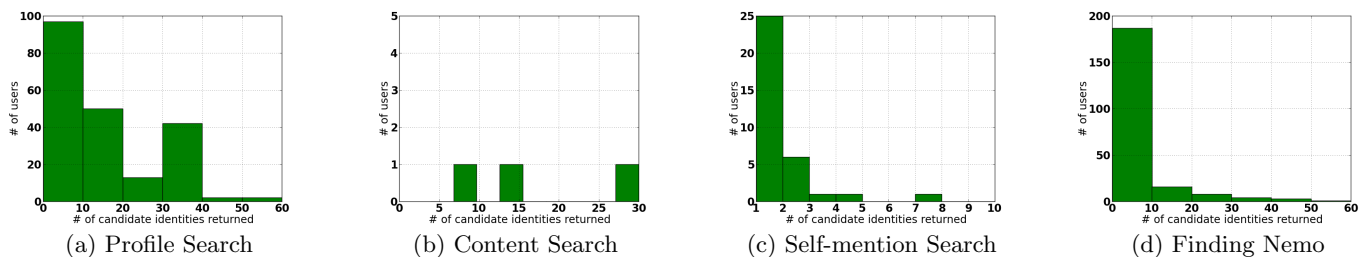 100
80
60
40
20
0
# of users
0 10 20 30 40 50 60
# of candidate identities returned
(a) Profile Search
5
4
3
2
1
0
# of users
0 5 10 15 20 25 30
# of candidate identities returned
(b) Content Search
25
20
15
10
5
0
# of users
1 2 3 4 5 6 7 8 9 10
# of candidate identities returned
(c) Self-mention Search
200
150
100
50
0
# of users
0 10 20 30 40 50 60
# of candidate identities returned
(d) Finding Nemo